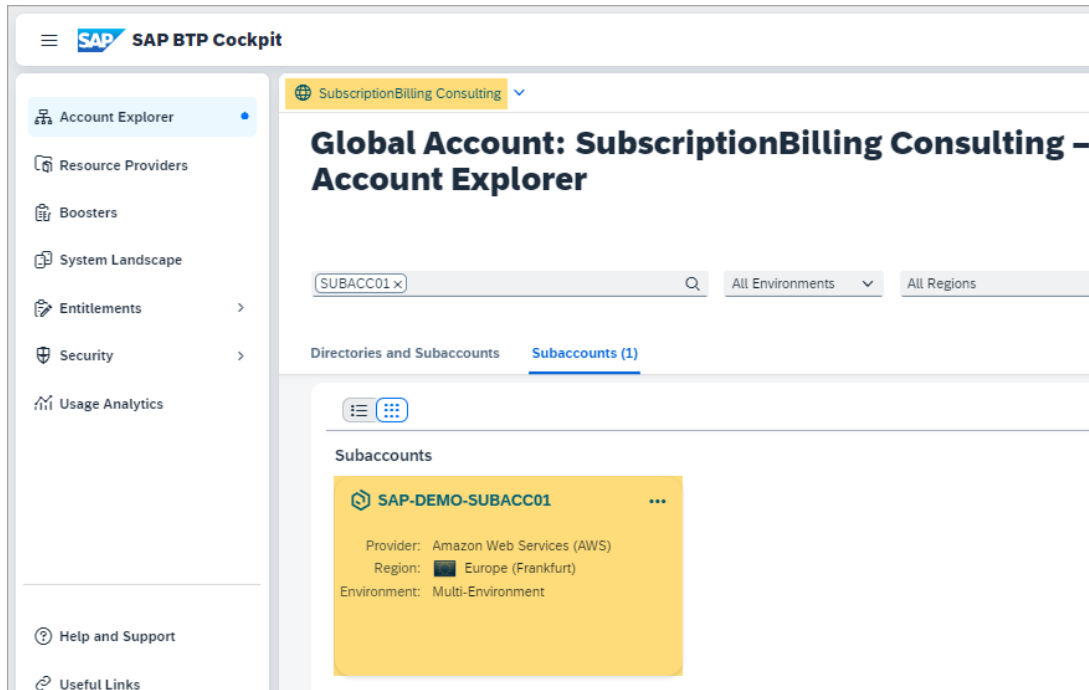 SAP SAP BTP Cockpit
Account Explorer
Resource Providers
Boosters
System Landscape
Entitlements
Security
Usage Analytics
Help and Support
Useful Links
SubscriptionBilling Consulting
Global Account: SubscriptionBilling Consulting –
Account Explorer
SUBACC01 ×
All Environments
All Regions
Directories and Subaccounts
Subaccounts (1)
Subaccounts
SAP-DEMO-SUBACC01
Provider: Amazon Web Services (AWS)
Region: Europe (Frankfurt)
Environment: Multi-Environment